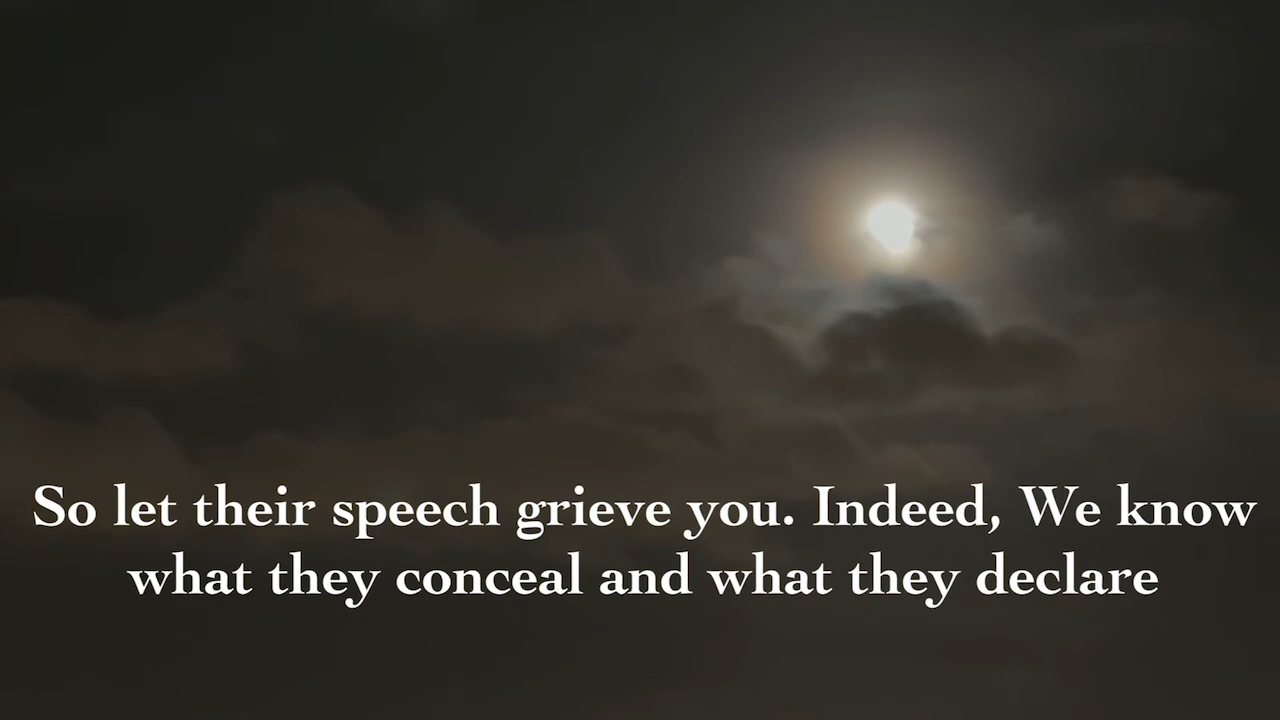 So let their speech grieve you. Indeed, We know
what they conceal and what they declare